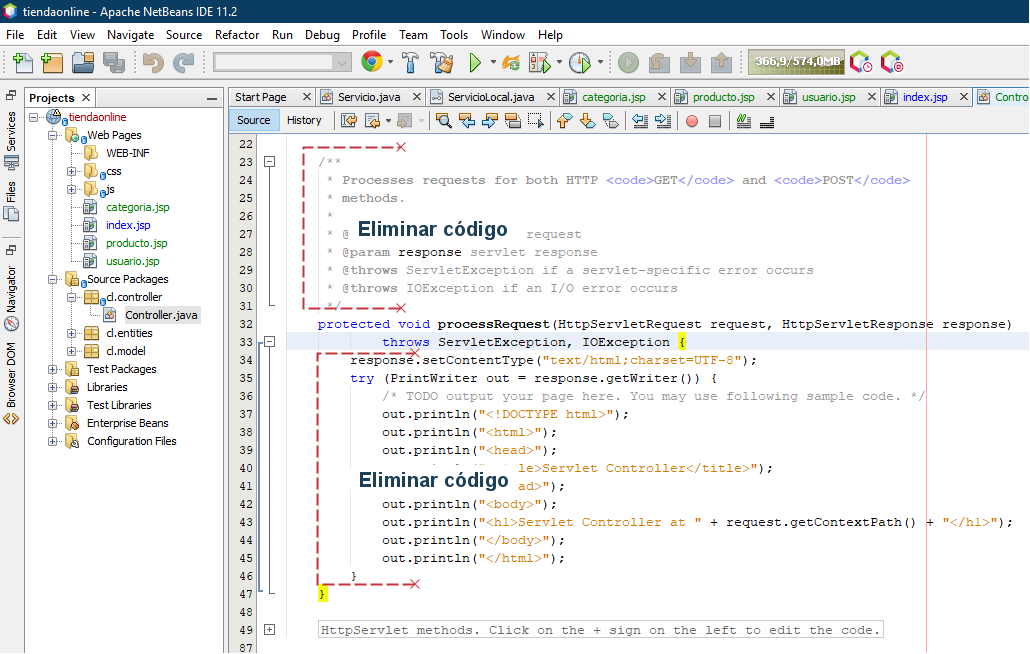 tiendaonline - Apache NetBeans IDE 11.2
File Edit View Navigate Source Refactor Run Debug Profile Team Tools Window Help
366,9/574,0MB
Projects
Start Page Servicio.java ServicioLocal.java categoria.jsp producto.jsp usuario.jsp index.jsp Contro
Source History
Services
Files
Navigator
Browser DOM
tiendaonline
Web Pages
WEB-INF
css
js
categoria.jsp
index.jsp
producto.jsp
usuario.jsp
Source Packages
cl.controller
Controller.java
cl.entities
cl.model
Test Packages
Libraries
Test Libraries
Enterprise Beans
Configuration Files
22
23 /**
24 * Processes requests for both HTTP <code>GET</code> and <code>POST</code>
25 * methods.
26 *
27 * @ Eliminar código request
28 * @param response servlet response
29 * @throws ServletException if a servlet-specific error occurs
30 * @throws IOException if an I/O error occurs
31 */
32 protected void processRequest(HttpServletRequest request, HttpServletResponse response)
33 throws ServletException, IOException {
34 response.setContentType("text/html;charset=UTF-8");
35 try (PrintWriter out = response.getWriter()) {
36 /* TODO output your page here. You may use following sample code. */
37 out.println("<!DOCTYPE html>");
38 out.println("<html>");
39 out.println("<head>");
40 le>Servlet Controller</title>");
41 Eliminar código ad>");
42 out.println("<body>");
43 out.println("<h1>Servlet Controller at " + request.getContextPath() + "</h1>");
44 out.println("</body>");
45 out.println("</html>");
46 }
47 }
48
49 HttpServlet methods. Click on the + sign on the left to edit the code.
87